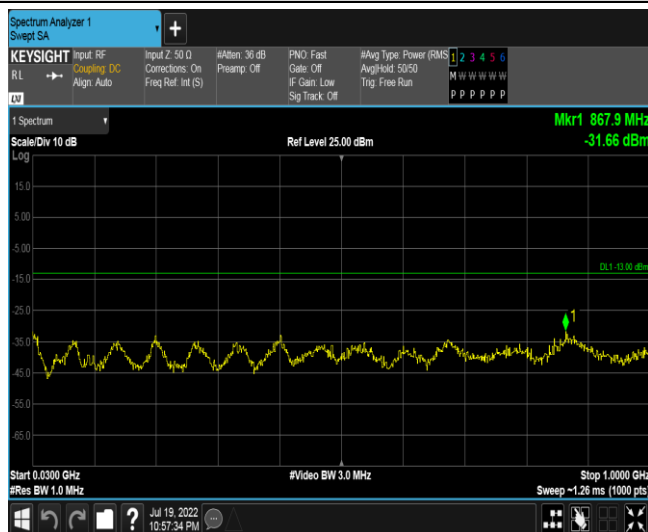 Spectrum Analyzer 1
Swept SA
+
KEYSIGHT Input: RF Input Z: 50 Ω #Atten: 36 dB PNO: Fast #Avg Type: Power (RMS 1 2 3 4 5 6
RL Coupling: DC Corrections: On Preamp: Off Gate: Off Avg|Hold: 50/50 M W W W W W
Align: Auto Freq Ref: Int (S) IF Gain: Low Trig: Free Run
LXI Sig Track: Off P P P P P P
1 Spectrum Mkr1 867.9 MHz
Scale/Div 10 dB Ref Level 25.00 dBm -31.66 dBm
Log
15.0
5.00
-5.00
DL1 -13.00 dBm
-15.0
-25.0
1
-35.0
-45.0
-55.0
-65.0
Start 0.0300 GHz #Video BW 3.0 MHz Stop 1.0000 GHz
#Res BW 1.0 MHz Sweep ~1.26 ms (1000 pts)
? Jul 19, 2022
10:57:34 PM